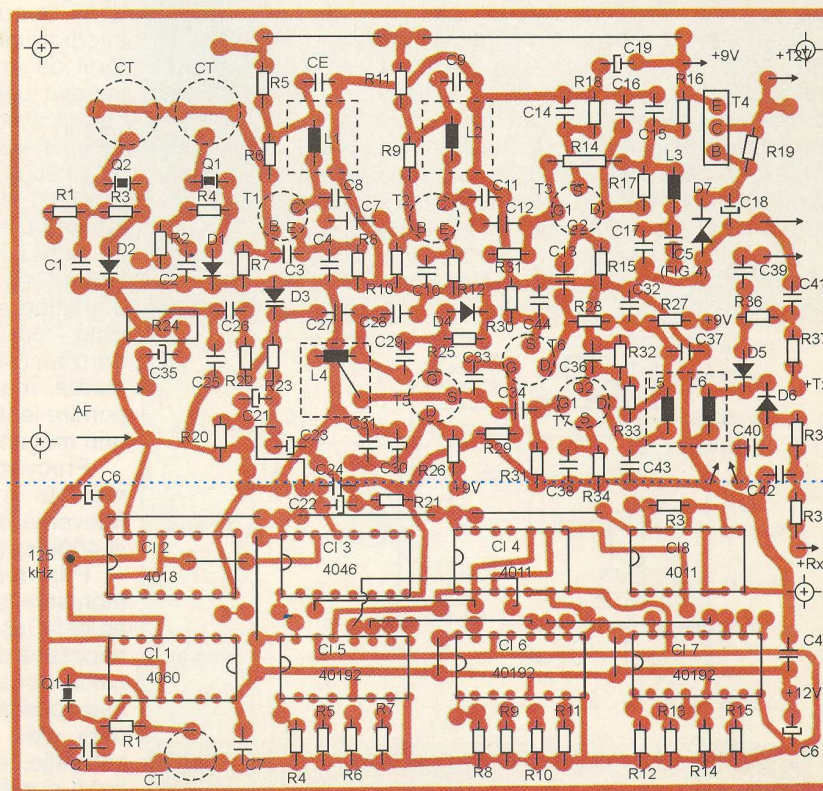 CT CT
R5 CE R11 C9 C19 +9V +12V
R18 C16 R16
C14 C15 T4
E
C
B
R19
L1 L2 R6 R9 R14 L3
Q2 Q1
R1 R3 R4 T1 C8 C7 T2 C11 C12 T3 R17 D7 C18
C C G1 G2 D
B E B E
C1 D2 R2 C2 D1 R7 C3 C4 R8 R10 C10 R31 C13 R15 C17 C5
(FIG.4)
C39 C41
D3 R12 C32 R36
R24 C26 C27 C28 D4 R30 C44 R28 R27 +9V R37
C35 C25 R22 R23 C29 R25 C33 S T6 G D C36 R32 C37 D5
L4 G S D T5 C34 G2 G1 D S T7 L5 L6 D6 +Tx
AF
C21 R33
R20 C23 C31 C30 R26 R29 C40 R3
C6 C24 +9V R31 C38 R34 C43 C42
C22 R21 R3 R3
125
kHz
CI 2 CI 3 CI 4 CI8
4018 4046 4011 4011
+Rx
CI 1 CI 5 CI 6 CI 7
4060 40192 40192 40192
C4
Q1 +12V
R1 R5 R7 R9 R11 R13 R15
C1 CT C7 R4 R6 R8 R10 R12 R14 C6